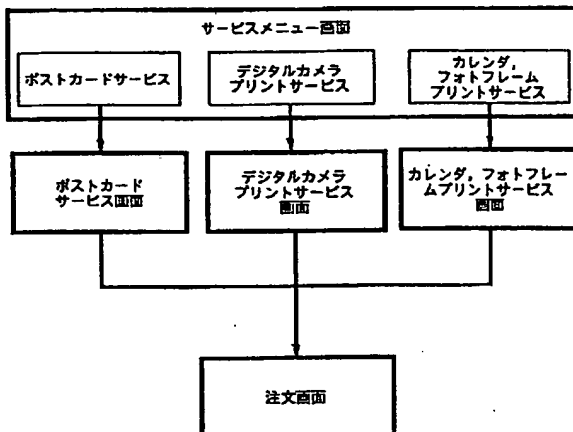 サービスメニュー画面
ポストカードサービス
デジタルカメラ
プリントサービス
カレンダ,
フォトフレーム
プリントサービス
ポストカード
サービス画面
デジタルカメラ
プリントサービス
画面
カレンダ, フォトフレー
ムプリントサービス
画面
注文画面